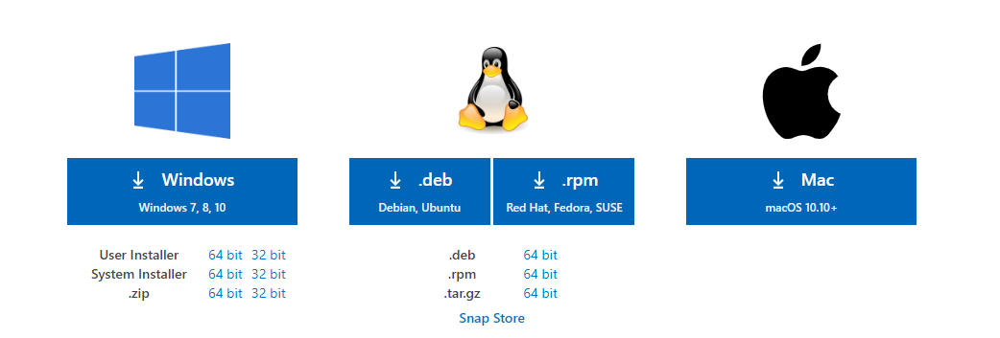 Windows
Windows 7, 8, 10
.deb
Debian, Ubuntu
.rpm
Red Hat, Fedora, SUSE
Mac
macOS 10.10+
User Installer 64 bit 32 bit
System Installer 64 bit 32 bit
.zip 64 bit 32 bit
.deb 64 bit
.rpm 64 bit
.tar.gz 64 bit
Snap Store